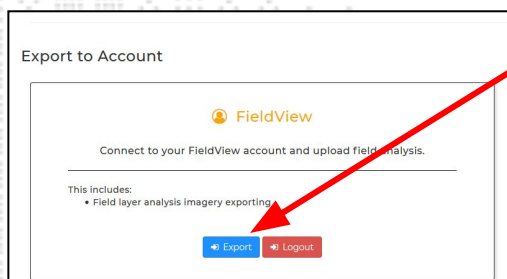 Export to Account
FieldView
Connect to your FieldView account and upload field analysis.
This includes:
• Field layer analysis imagery exporting
Export Logout